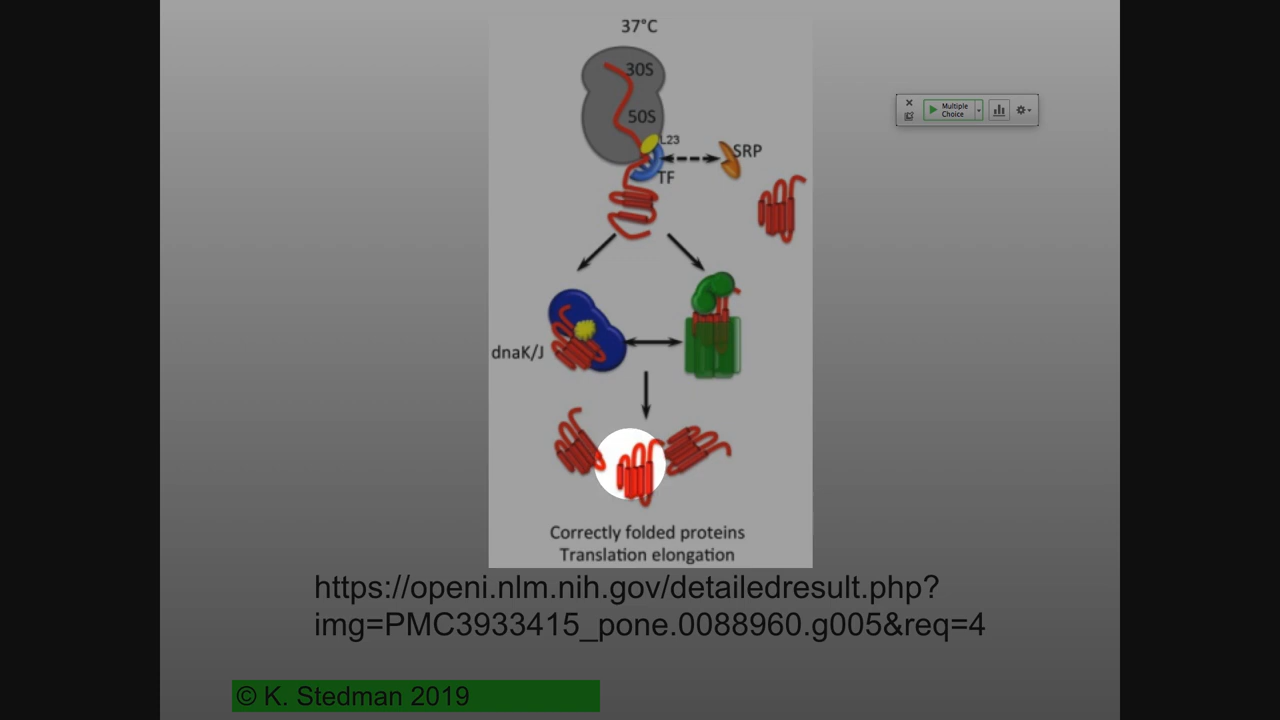 37°C
30S
50S
L23
SRP
TF
dnaK/J
Correctly folded proteins
Translation elongation
Multiple
Choice
https://openi.nlm.nih.gov/detailedresult.php?
img=PMC3933415_pone.0088960.g005&req=4
© K. Stedman 2019